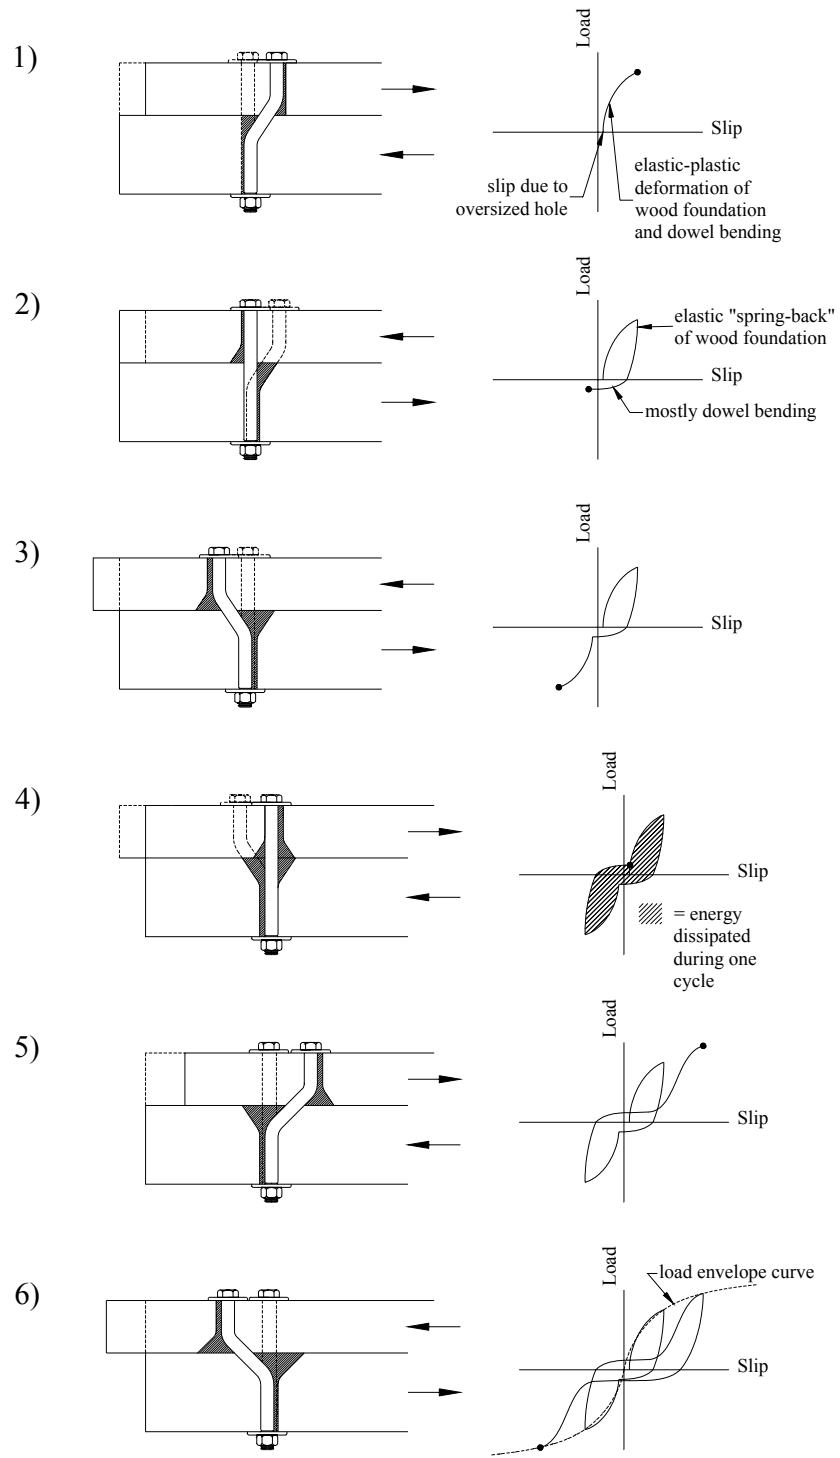 1)
Load
Slip
slip due to
oversized hole
elastic-plastic
deformation of
wood foundation
and dowel bending
2)
Load
elastic "spring-back"
of wood foundation
Slip
mostly dowel bending
3)
Load
Slip
4)
Load
Slip
= energy
dissipated
during one
cycle
5)
Load
Slip
6)
Load
load envelope curve
Slip